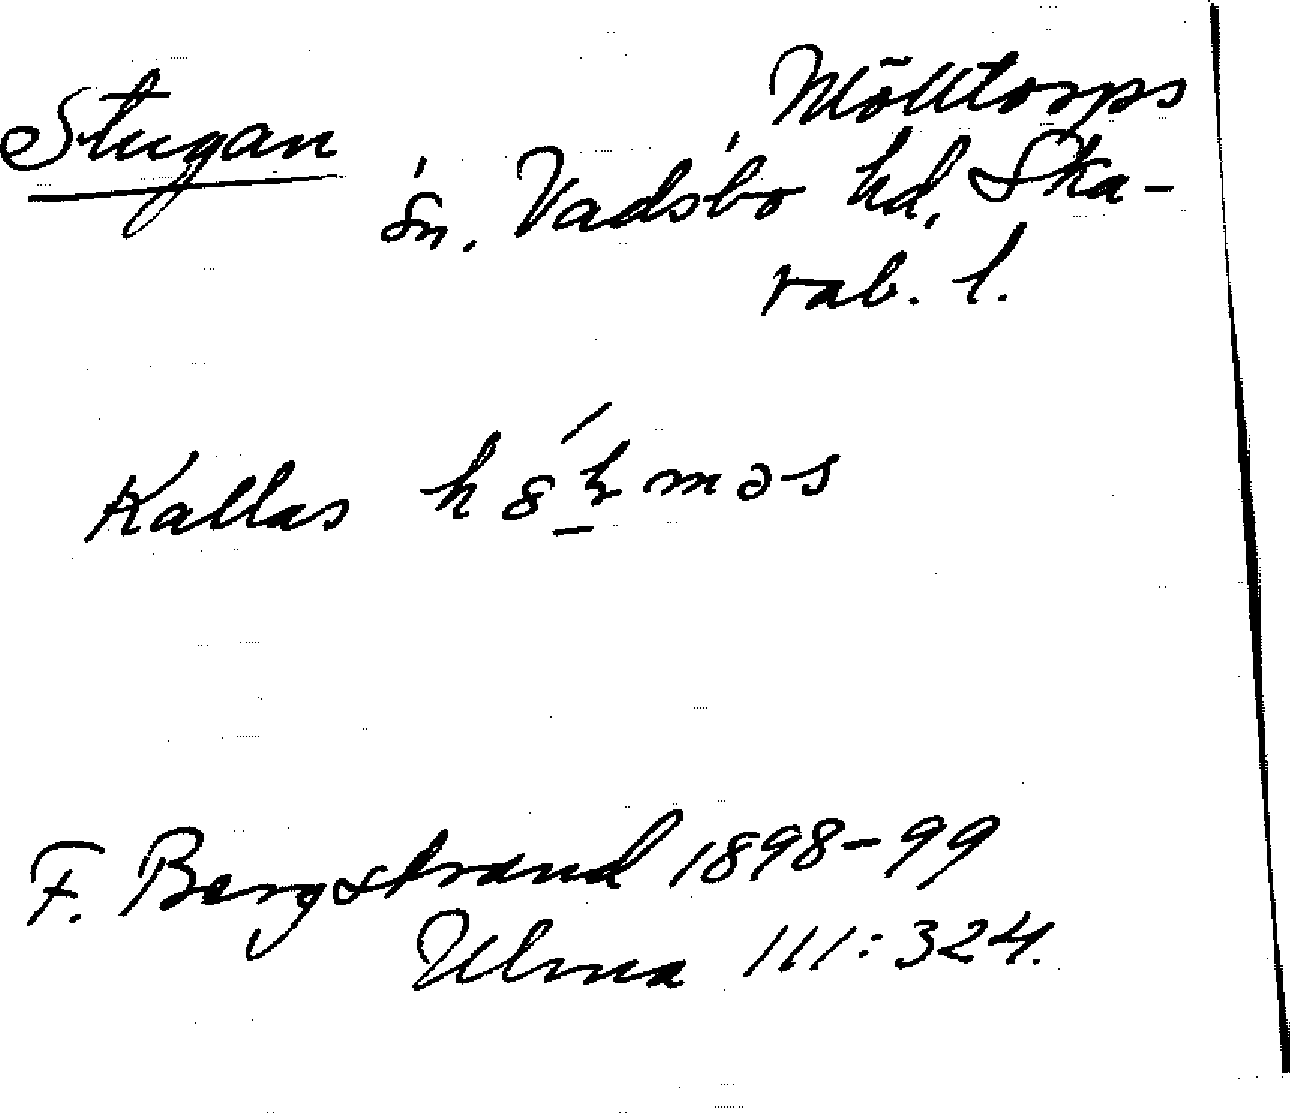 Stugan
Mölltorps
sn, Vadsbo hd, Ska-
rab. l.
Kallas
F. Bergstrand 1898-99
Ulma 111:324.